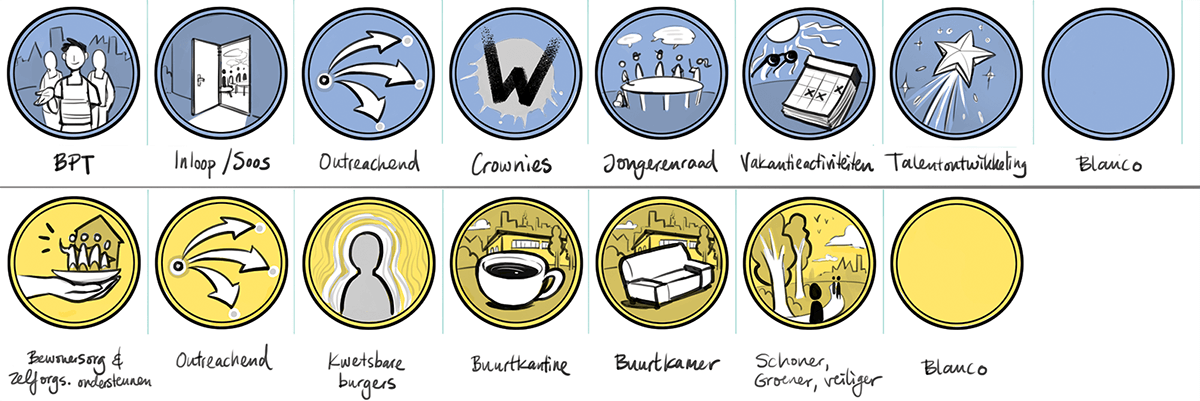 W
BPT
Inloop / Soos
Outreachend
Crownies
Jongerenraad
Vakantieactiviteiten
Talentontwikkeling
Blanco
Bewonersorg &
Zelforgs. ondersteunen
Outreachend
Kwetsbare
burgers
Buurtkantine
Buurtkamer
Schoner,
Groener, veiliger
Blanco